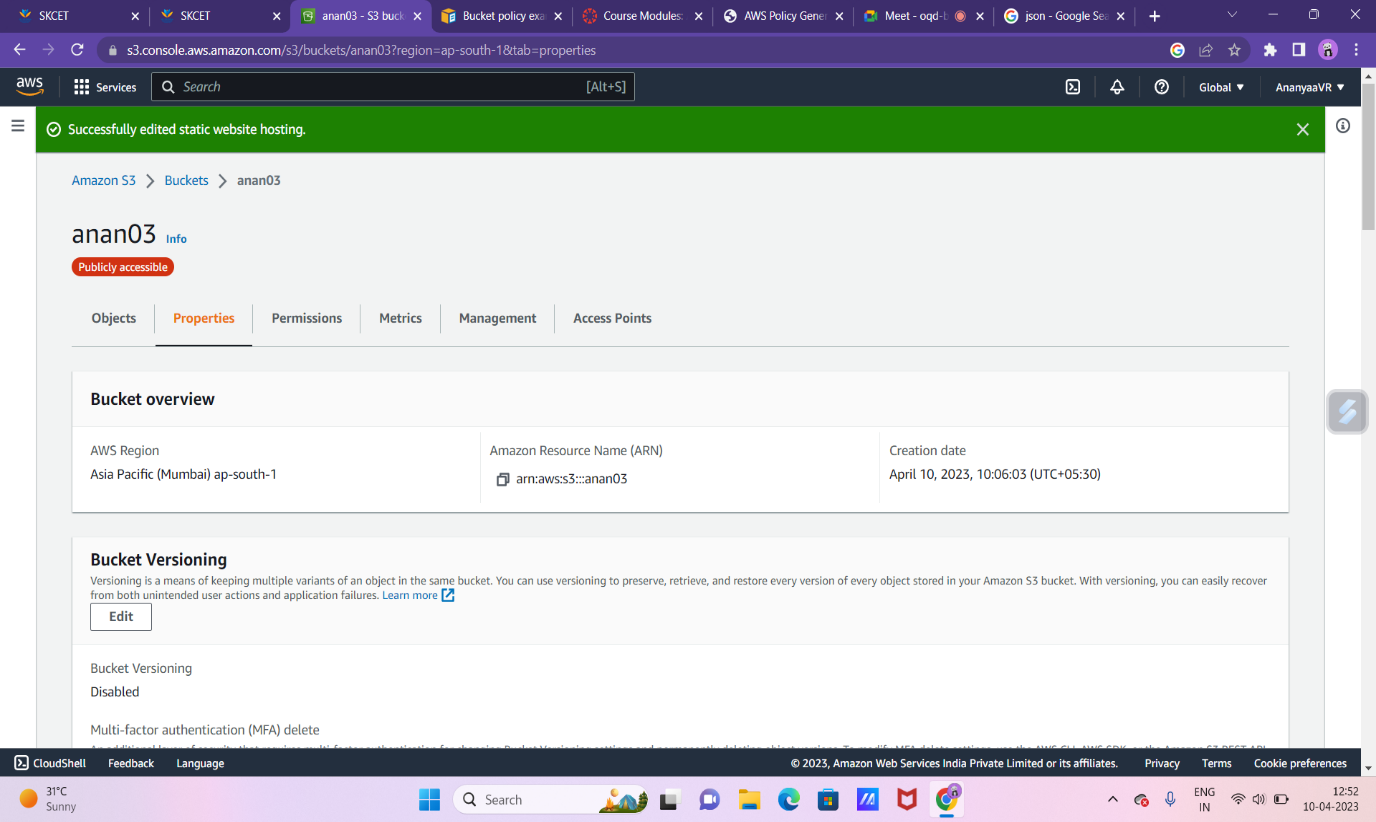 SKCET
SKCET
anan03 - S3 buck
Bucket policy exa
Course Modules:
AWS Policy Gener
Meet - oqd-b
json - Google Sea
s3.console.aws.amazon.com/s3/buckets/anan03?region=ap-south-1&tab=properties
aws
Services
Search
[Alt+S]
Global
AnanyaaVR
Successfully edited static website hosting.
Amazon S3 > Buckets > anan03
anan03 Info
Publicly accessible
Objects
Properties
Permissions
Metrics
Management
Access Points
Bucket overview
AWS Region
Asia Pacific (Mumbai) ap-south-1
Amazon Resource Name (ARN)
arn:aws:s3:::anan03
Creation date
April 10, 2023, 10:06:03 (UTC+05:30)
Bucket Versioning
Versioning is a means of keeping multiple variants of an object in the same bucket. You can use versioning to preserve, retrieve, and restore every version of every object stored in your Amazon S3 bucket. With versioning, you can easily recover
from both unintended user actions and application failures. Learn more
Edit
Bucket Versioning
Disabled
Multi-factor authentication (MFA) delete
CloudShell
Feedback
Language
© 2023, Amazon Web Services India Private Limited or its affiliates.
Privacy
Terms
Cookie preferences
31°C
Sunny
Search
ENG
IN
12:52
10-04-2023